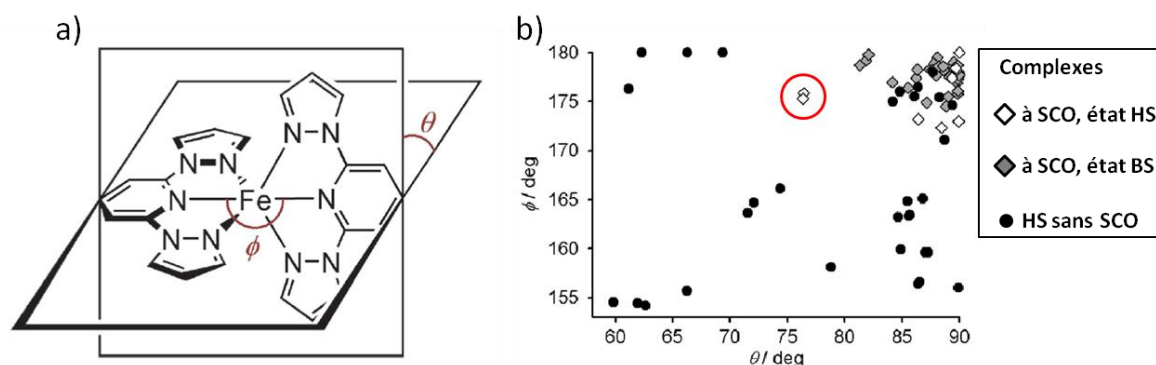 a)
θ
N N N
N N
N Fe N
N N
ϕ
N N
b)
ϕ/ deg
180
175
170
165
160
155
60 65 70 75 80 85 90
θ/ deg
Complexes
à SCO, état HS
à SCO, état BS
HS sans SCO